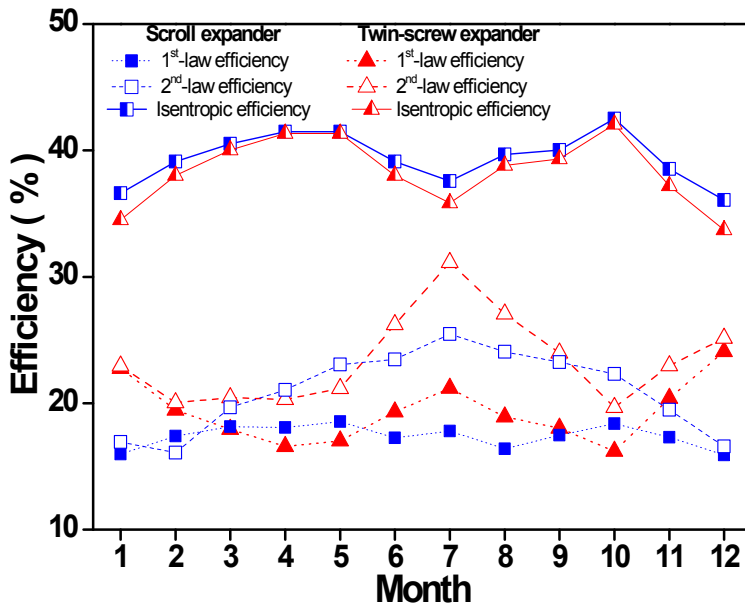 50
40
30
20
10
Efficiency ( %)
Scroll expander
1st-law efficiency
2nd-law efficiency
Isentropic efficiency
Twin-screw expander
1st-law efficiency
2nd-law efficiency
Isentropic efficiency
1 2 3 4 5 6 7 8 9 10 11 12
Month